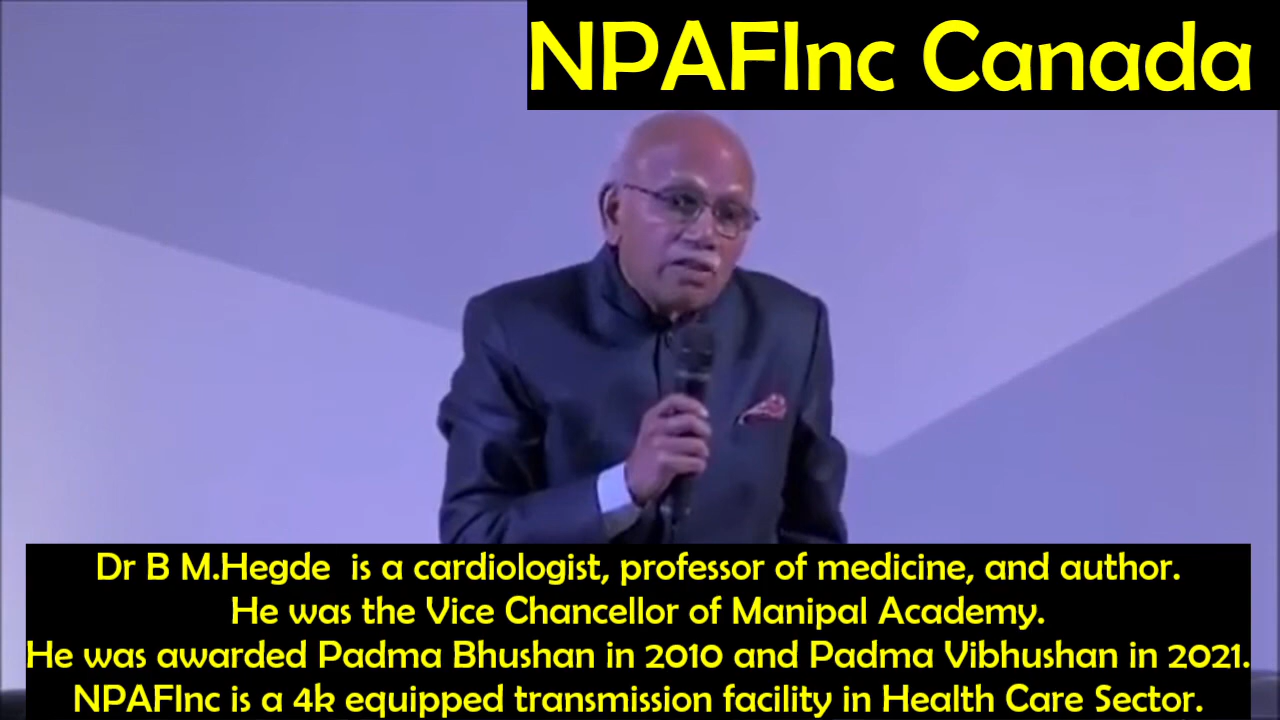 NPAFInc Canada
Dr B M.Hegde  is a cardiologist, professor of medicine, and author.
He was the Vice Chancellor of Manipal Academy.
He was awarded Padma Bhushan in 2010 and Padma Vibhushan in 2021.
NPAFInc is a 4k equipped transmission facility in Health Care Sector.